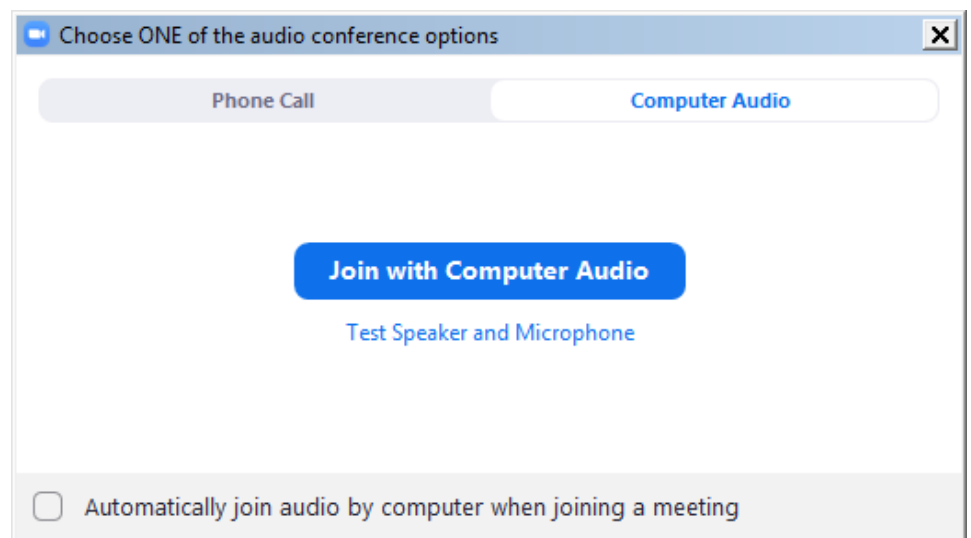 Choose ONE of the audio conference options
Phone Call Computer Audio
Join with Computer Audio
Test Speaker and Microphone
Automatically join audio by computer when joining a meeting